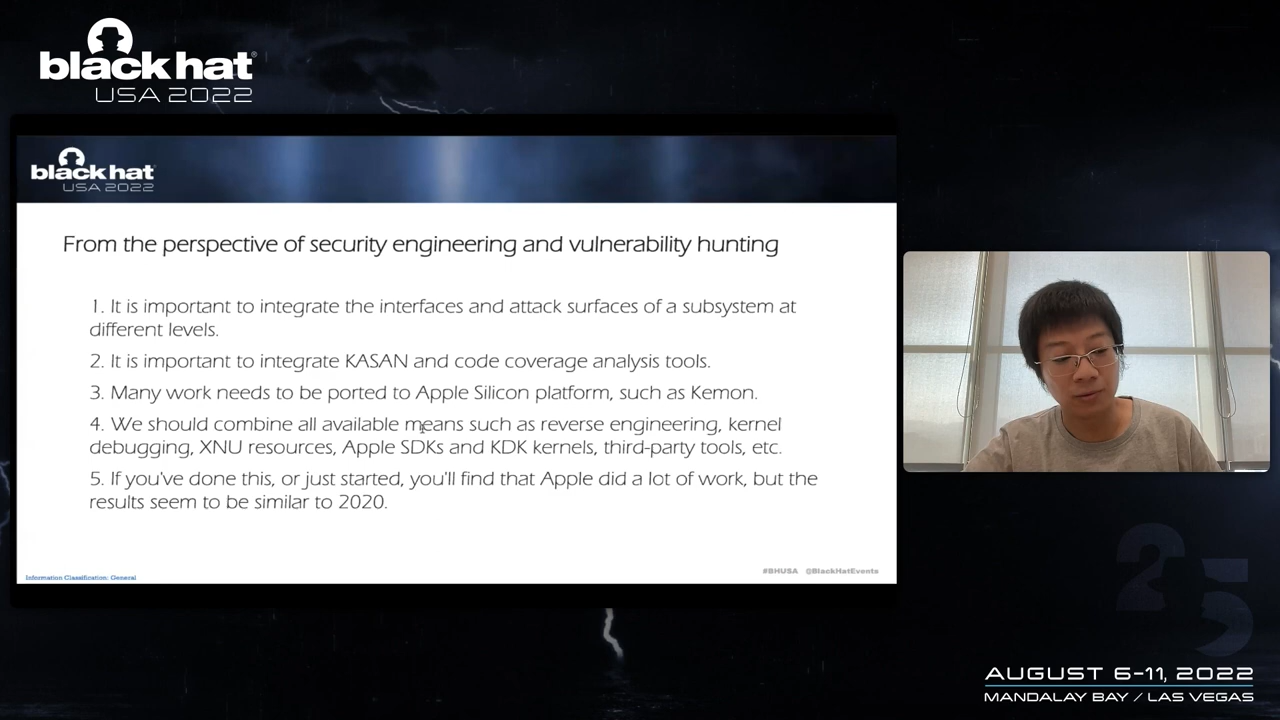 black hat®
USA 2022
black hat
USA 2022
From the perspective of security engineering and vulnerability hunting
1. It is important to integrate the interfaces and attack surfaces of a subsystem at
different levels.
2. It is important to integrate KASAN and code coverage analysis tools.
3. Many work needs to be ported to Apple Silicon platform, such as Kemon.
4. We should combine all available means such as reverse engineering, kernel
debugging, XNU resources, Apple SDKs and KDK kernels, third-party tools, etc.
5. If you've done this, or just started, you'll find that Apple did a lot of work, but the
results seem to be similar to 2020.
Information Classification: General
#BHUSA @BlackHatEvents
25
AUGUST 6-11, 2022
MANDALAY BAY / LAS VEGAS